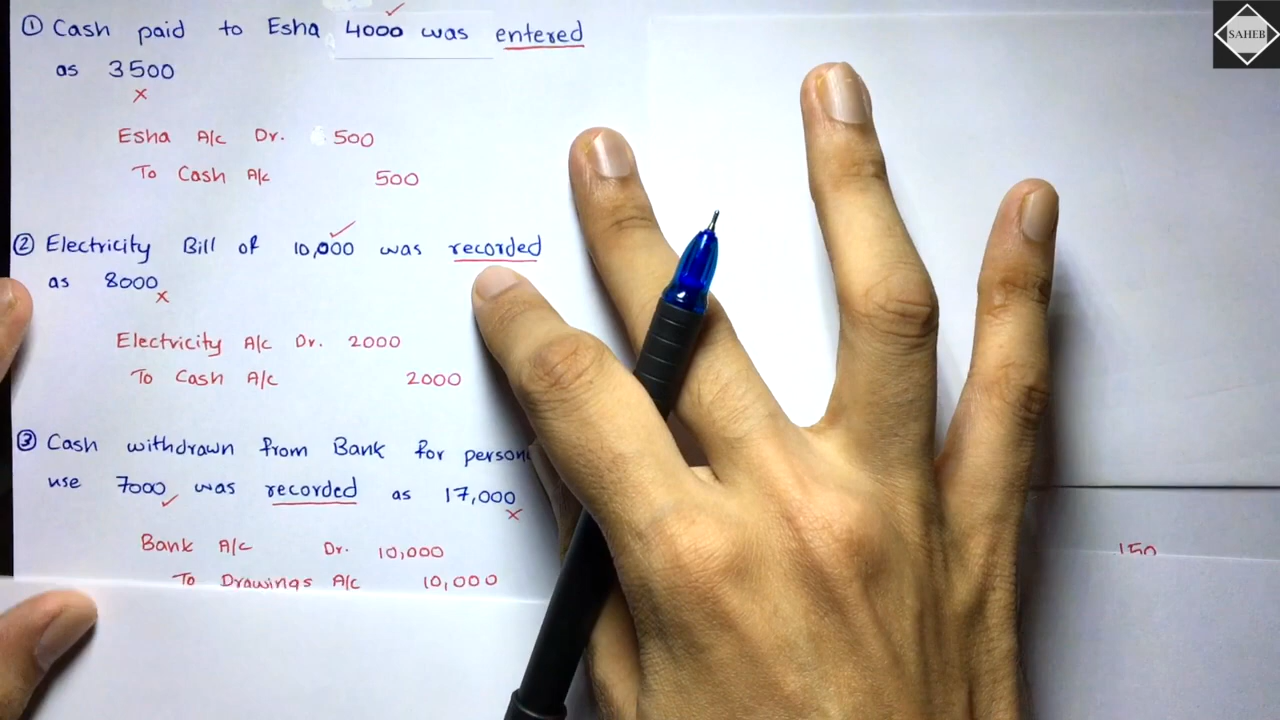 ① Cash paid to Esha 4000 was entered
as 3500
Esha A/c Dr. 500
To Cash A/c 500
② Electricity Bill of 10,000 was recorded
as 8000
Electricity A/c Dr. 2000
To Cash A/c 2000
③ Cash withdrawn from Bank for
use 7000 was recorded as 17,000
Bank A/c Dr. 10,000
To Drawings A/c 10,000
SAHEB